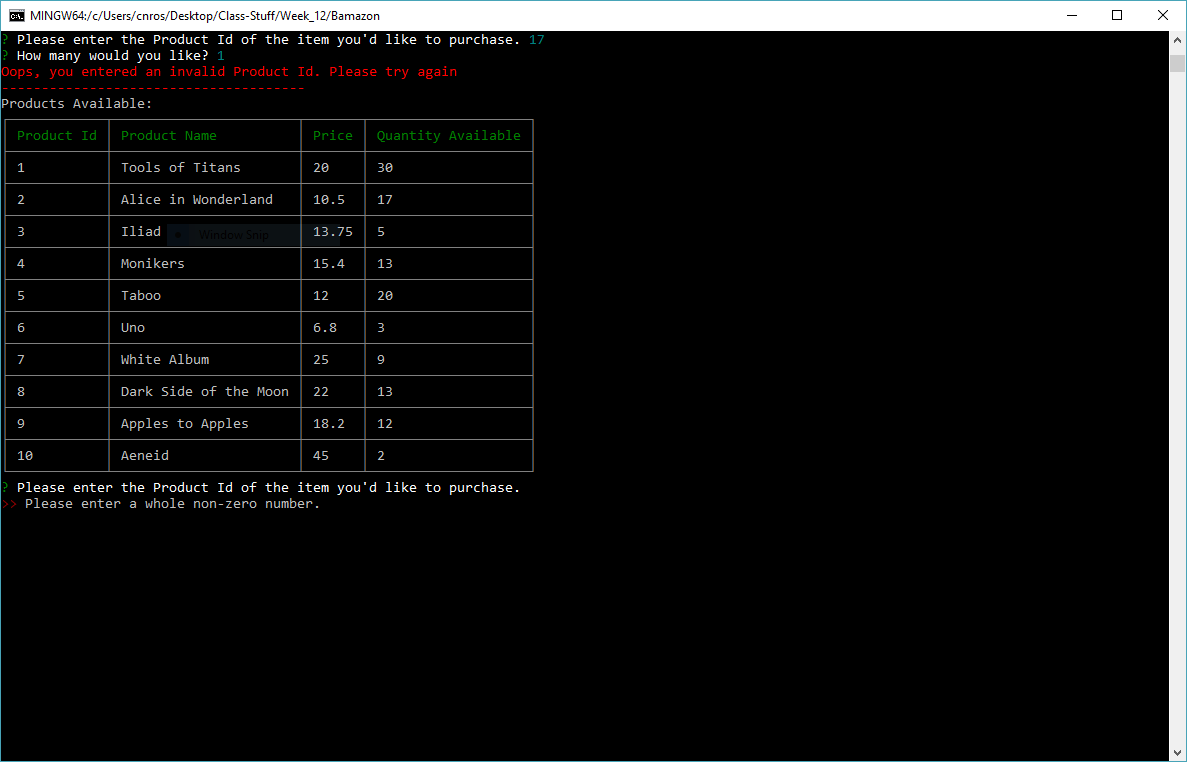 MINGW64:/c/Users/cnros/Desktop/Class-Stuff/Week_12/Bamazon
? Please enter the Product Id of the item you'd like to purchase. 17
? How many would you like? 1
Oops, you entered an invalid Product Id. Please try again
--------------------------------------
Products Available:
Product Id Product Name Price Quantity Available
1 Tools of Titans 20 30
2 Alice in Wonderland 10.5 17
3 Iliad 13.75 5
Window Snip
4 Monikers 15.4 13
5 Taboo 12 20
6 Uno 6.8 3
7 White Album 25 9
8 Dark Side of the Moon 22 13
9 Apples to Apples 18.2 12
10 Aeneid 45 2
? Please enter the Product Id of the item you'd like to purchase.
>> Please enter a whole non-zero number.